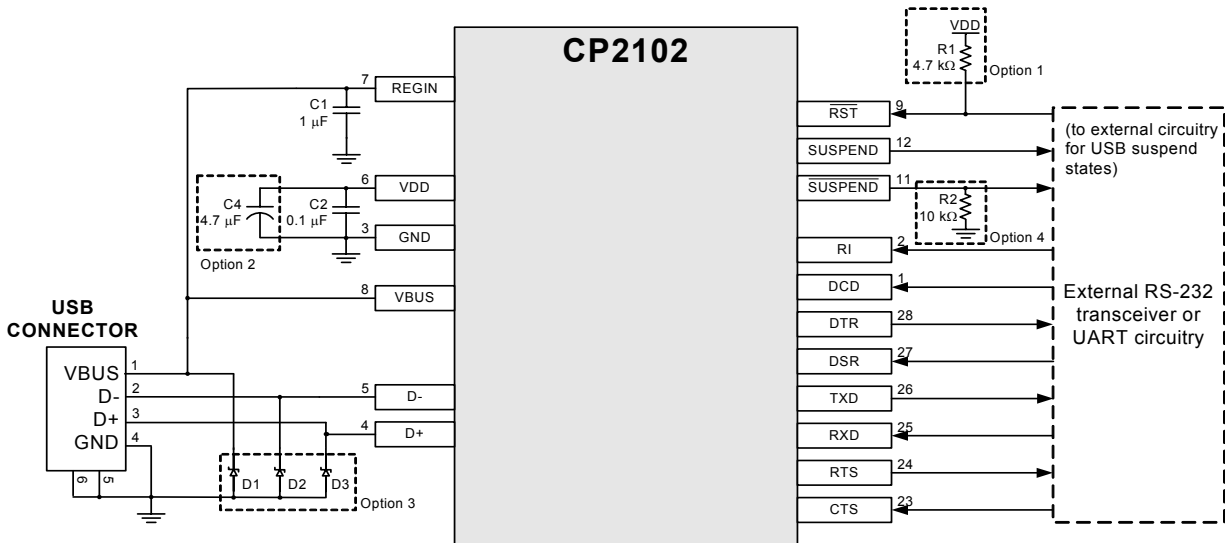 CP2102
VDD
R1
4.7 kΩ
Option 1
7
REGIN
C1
1 μF
9
RST
(to external circuitry
for USB suspend
states)
12
SUSPEND
6
VDD
11
SUSPEND
C4
4.7 μF
C2
0.1 μF
R2
10 kΩ
3
GND
Option 2
Option 4
2
RI
8
VBUS
1
DCD
External RS-232
transceiver or
UART circuitry
28
DTR
USB
CONNECTOR
27
DSR
VBUS
1
D-
2
D+
3
GND
4
5
D-
4
D+
26
TXD
25
RXD
24
RTS
23
CTS
6
5
D1
D2
D3
Option 3